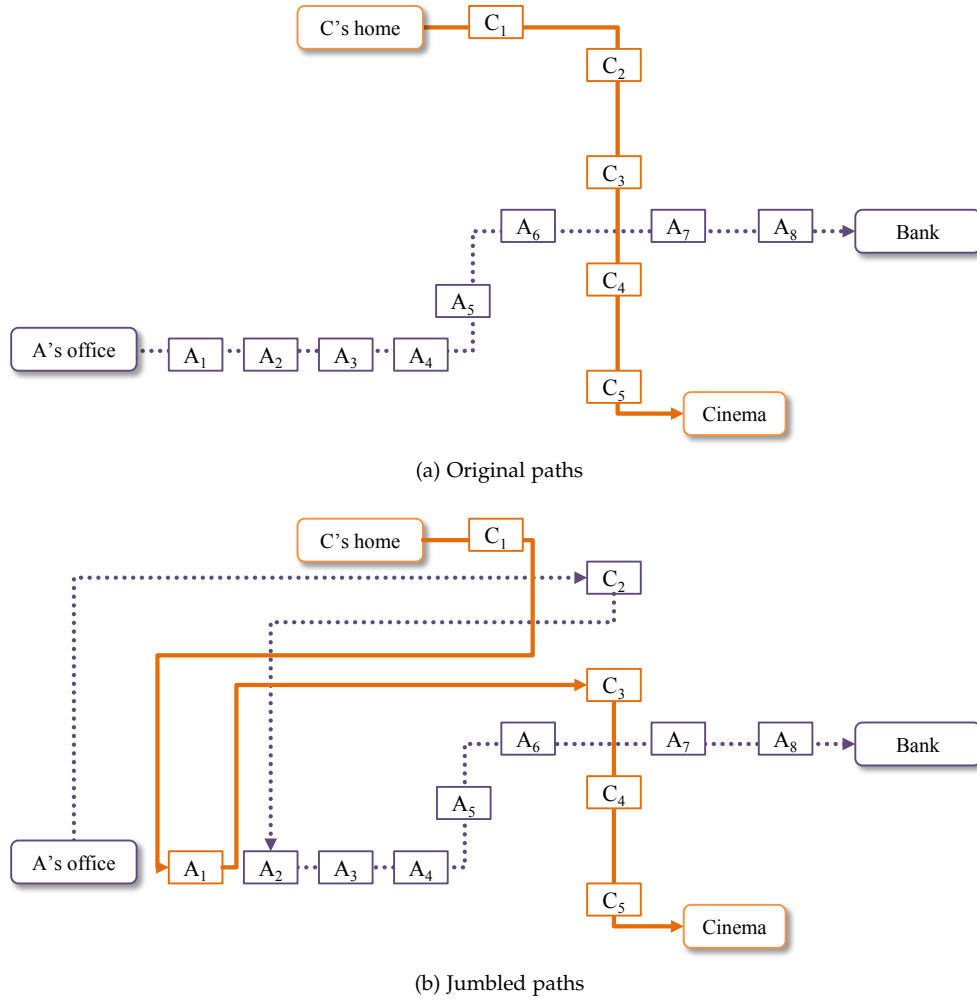 C's home C₁
C₂
C₃
A₆ A₇ A₈ Bank
C₄
A₅
A's office A₁ A₂ A₃ A₄
C₅
Cinema
(a) Original paths
C's home C₁
C₂
C₃
A₆ A₇ A₈ Bank
C₄
A₅
A's office A₁ A₂ A₃ A₄
C₅
Cinema
(b) Jumbled paths